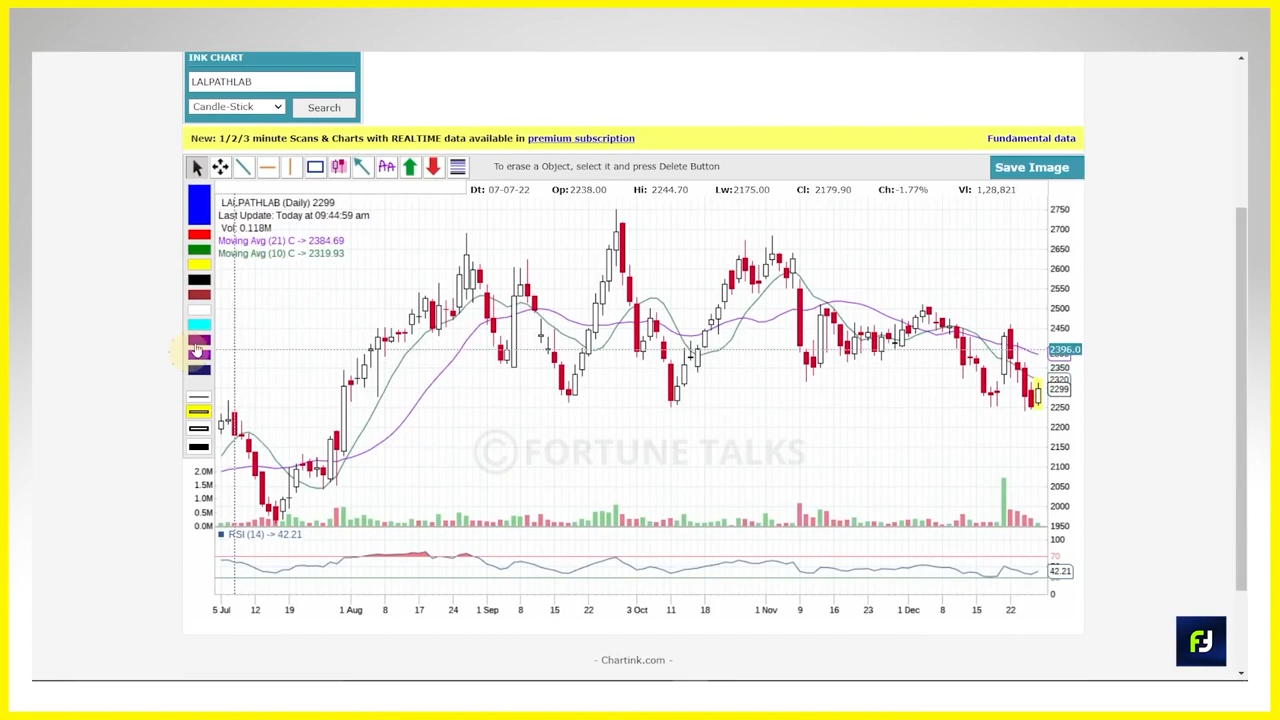 INK CHART
LALPATHLAB
Candle-Stick Search
New: 1/2/3 minute Scans & Charts with REALTIME data available in premium subscription Fundamental data
To erase a Object, select it and press Delete Button Save Image
Dt: 07-07-22 Op:2238.00 Hi: 2244.70 Lw:2175.00 Cl: 2179.90 Ch:-1.77% Vl: 1,28,821
LALPATHLAB (Daily) 2299
Last Update: Today at 09:44:59 am
Vol: 0.118M
Moving Avg (21) C -> 2384.69
Moving Avg (10) C -> 2319.93
2750
2700
2650
2600
2550
2500
2450
2396.0
2350
2320
2299
2250
2200
2150
2100
2050
2000
1950
© FORTUNE TALKS
2.0M
1.5M
1.0M
0.0M
RSI (14) -> 42.21
100
70
42.21
0
5 Jul 12 19 1 Aug 8 17 24 1 Sep 8 15 22 3 Oct 11 18 1 Nov 9 16 23 1 Dec 8 15 22
- Chartink.com -